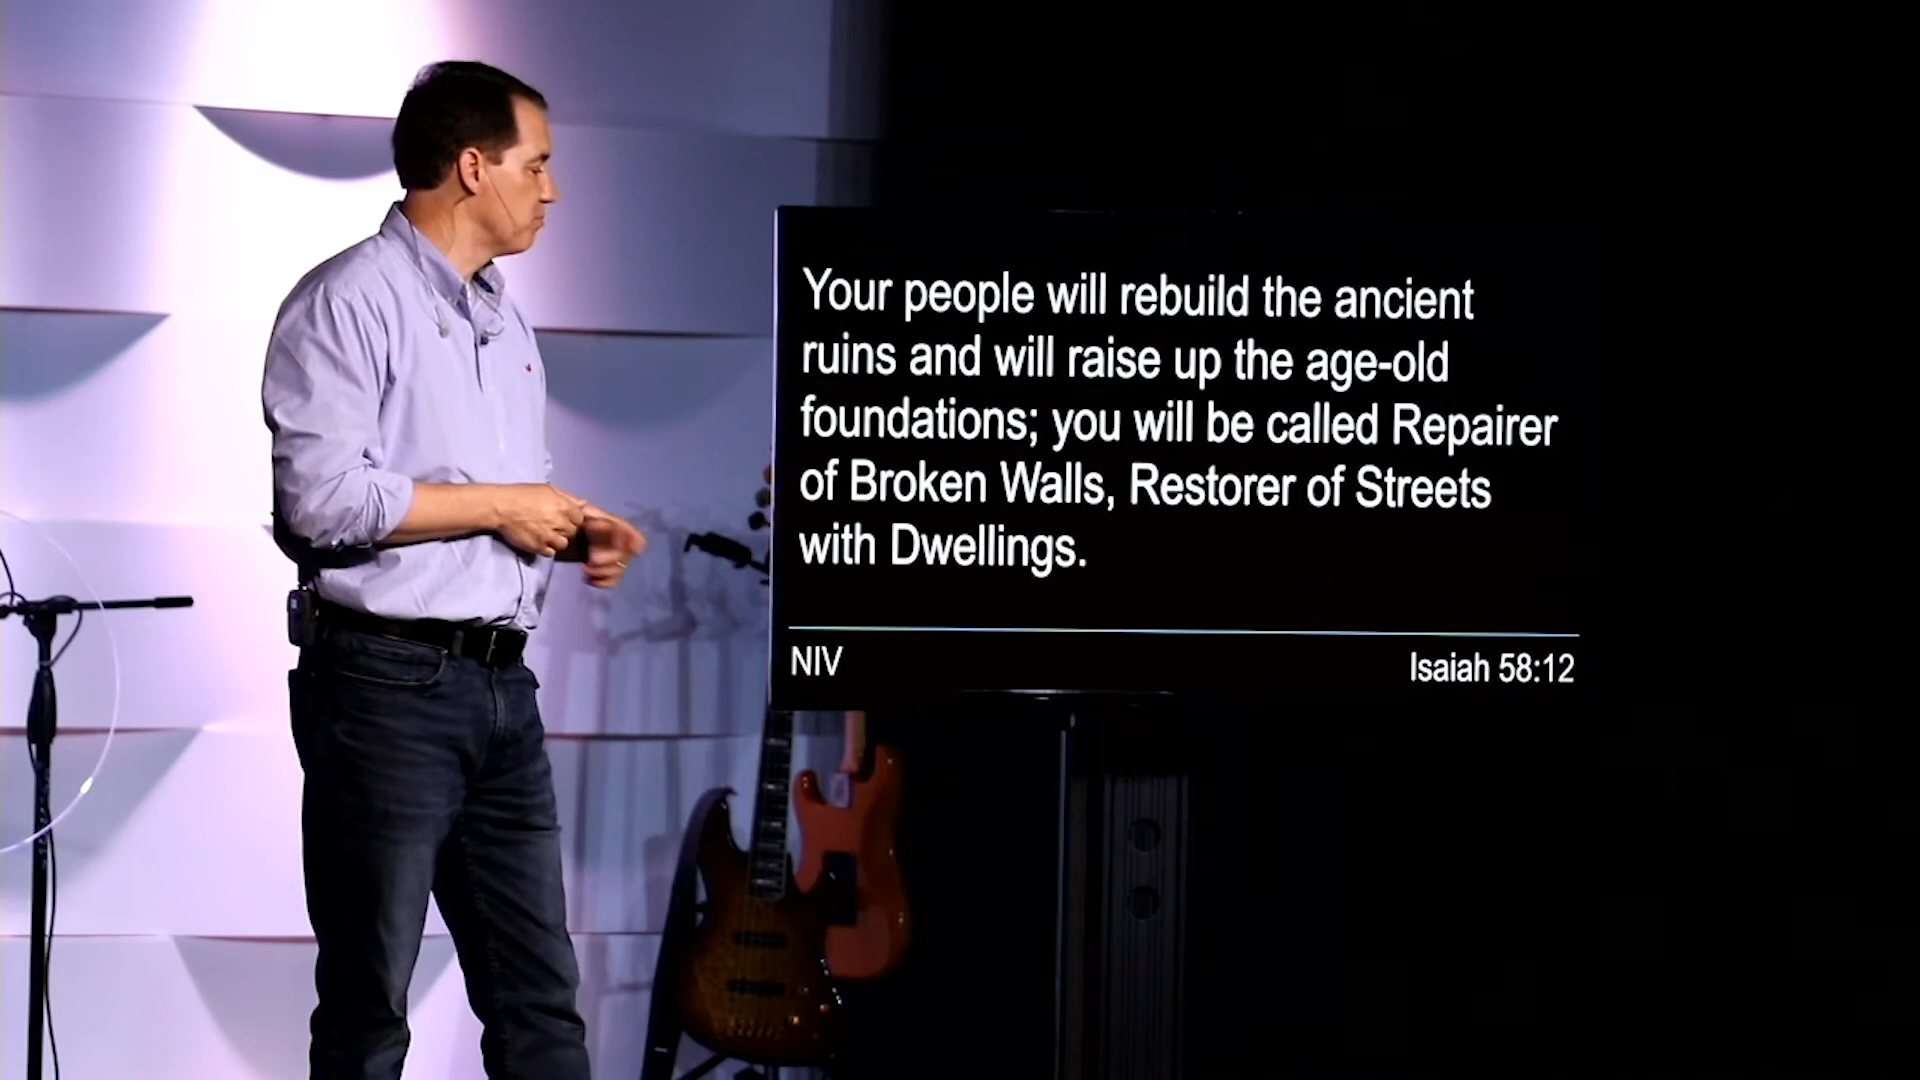 Your people will rebuild the ancient
ruins and will raise up the age-old
foundations; you will be called Repairer
of Broken Walls, Restorer of Streets
with Dwellings.
NIV Isaiah 58:12